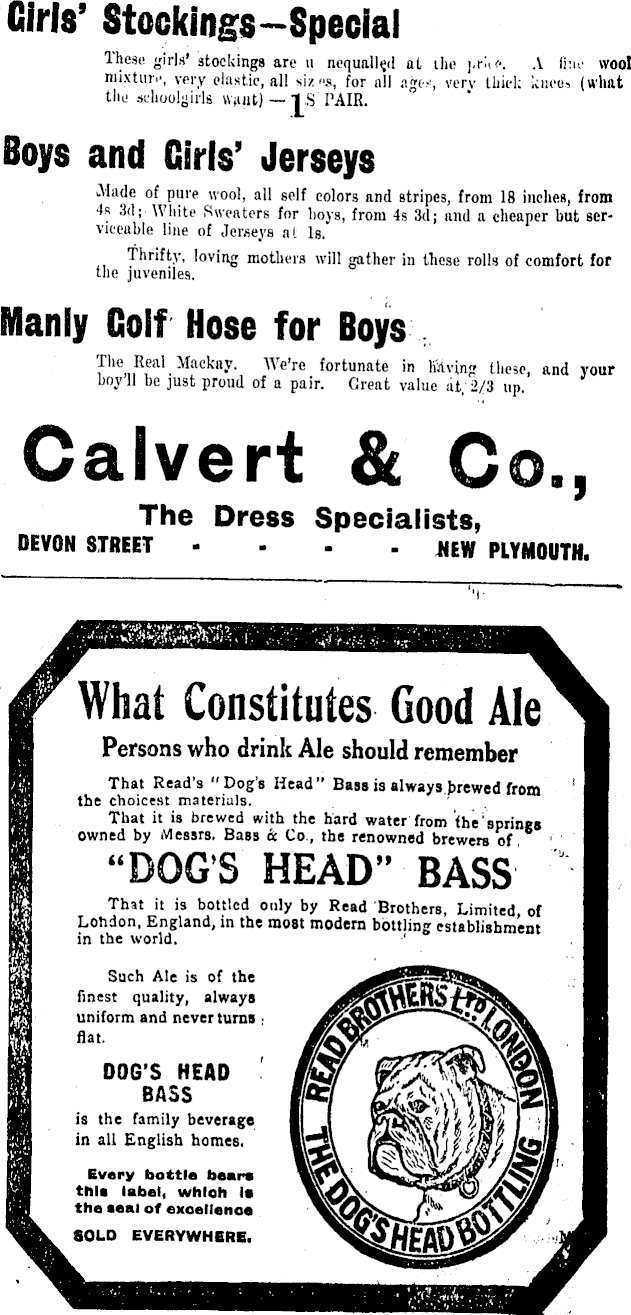 Girls' Stockings—Special
These girls' stockings are u nequalled at the price. A fine wool
mixture, very elastic, all sizes, for all ages, very thick knees (what
the schoolgirls want) — 1S PAIR.
Boys and Girls' Jerseys
Made of pure wool, all self colors and stripes, from 18 inches, from
4s 3d; White Sweaters for boys, from 4s 3d; and a cheaper but ser-
viceable line of Jerseys at 1s.
Thrifty, loving mothers will gather in these rolls of comfort for
the juveniles.
Manly Golf Hose for Boys
The Real Mackay. We're fortunate in having these, and your
boy'll be just proud of a pair. Great value at, 2/3 up.
Calvert & Co.,
The Dress Specialists,
DEVON STREET - - - - NEW PLYMOUTH.
What Constitutes Good Ale
Persons who drink Ale should remember
That Read's "Dog's Head" Bass is always brewed from
the choicest materials.
That it is brewed with the hard water from the springs
owned by Messrs. Bass & Co., the renowned brewers of
"DOG'S HEAD" BASS
That it is bottled only by Read Brothers, Limited, of
London, England, in the most modern bottling establishment
in the world.
Such Ale is of the
finest quality, always
uniform and never turns
flat.
DOG'S HEAD
BASS
is the family beverage
in all English homes.
Every bottle bears
this label, which is
the seal of excellence
SOLD EVERYWHERE.
READ BROTHERS LTD. LONDON
THE DOG'S HEAD BOTTLING